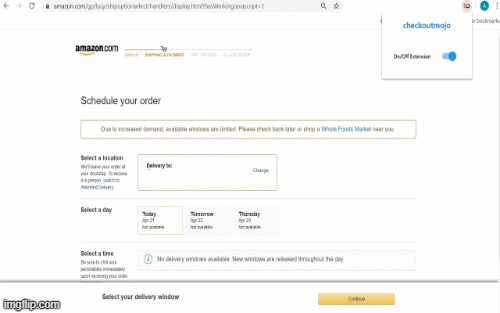 amazon.com/gp/buy/shipoptionselect/handlers/display.html?hasWorkingJavascript=1
checkoutmojo
bookmarks
On/Off Extension
amazon.com
SIGN IN SHIPPING & PAYMENT GIFT OPTIONS PLACE ORDER
Schedule your order
Due to increased demand, available windows are limited. Please check back later or shop a Whole Foods Market near you.
Select a location
We'll leave your order at
your doorstep. To receive
it in person, switch to
Attended Delivery.
Delivery to:
Change
Select a day
Today
Apr 21
Not available
Tomorrow
Apr 22
Not available
Thursday
Apr 23
Not available
Select a time
Be sure to chill your
perishables immediately
upon receiving your order.
No delivery windows available. New windows are released throughout the day.
Select your delivery window
Continue
imgflip.com